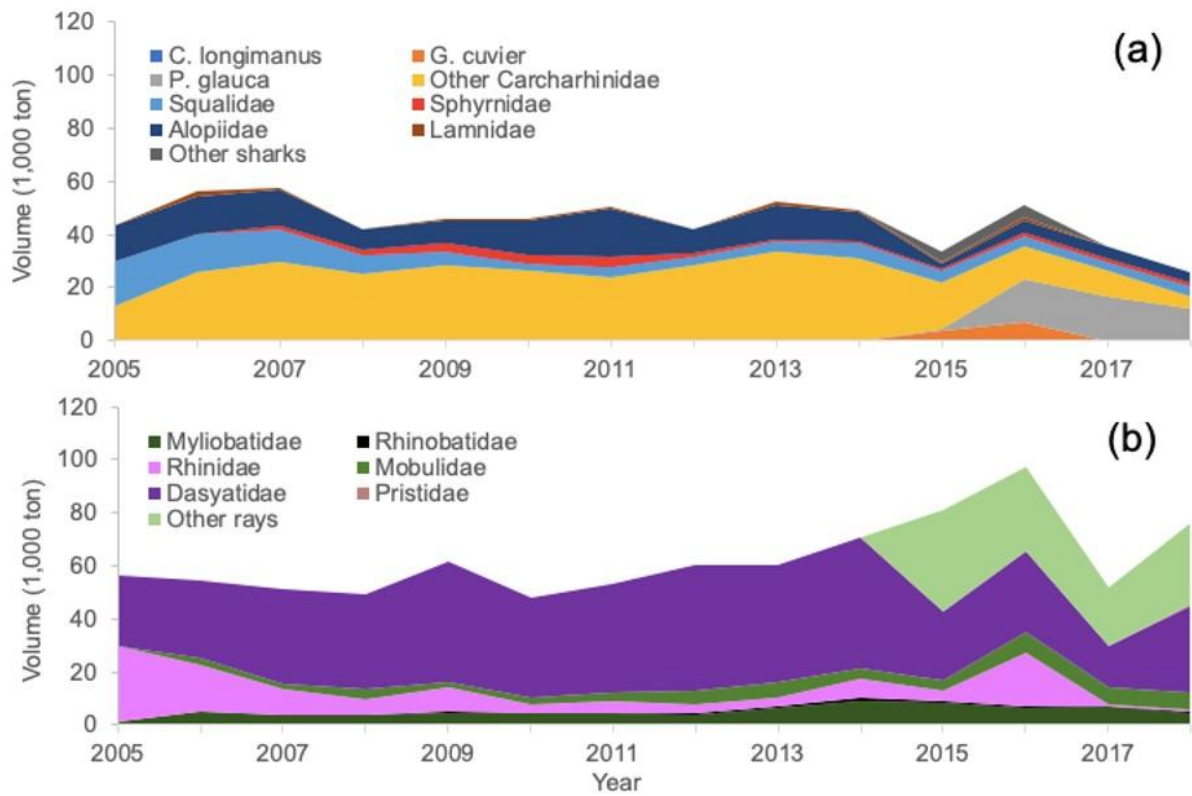 120
100
80
60
40
20
0
Volume (1,000 ton)
(a)
C. longimanus G. cuvier
P. glauca Other Carcharhinidae
Squalidae Sphyrnidae
Alopiidae Lamnidae
Other sharks
2005 2007 2009 2011 2013 2015 2017
120
100
80
60
40
20
0
Volume (1,000 ton)
(b)
Myliobatidae Rhinobatidae
Rhinidae Mobulidae
Dasyatidae Pristidae
Other rays
2005 2007 2009 2011 2013 2015 2017
Year